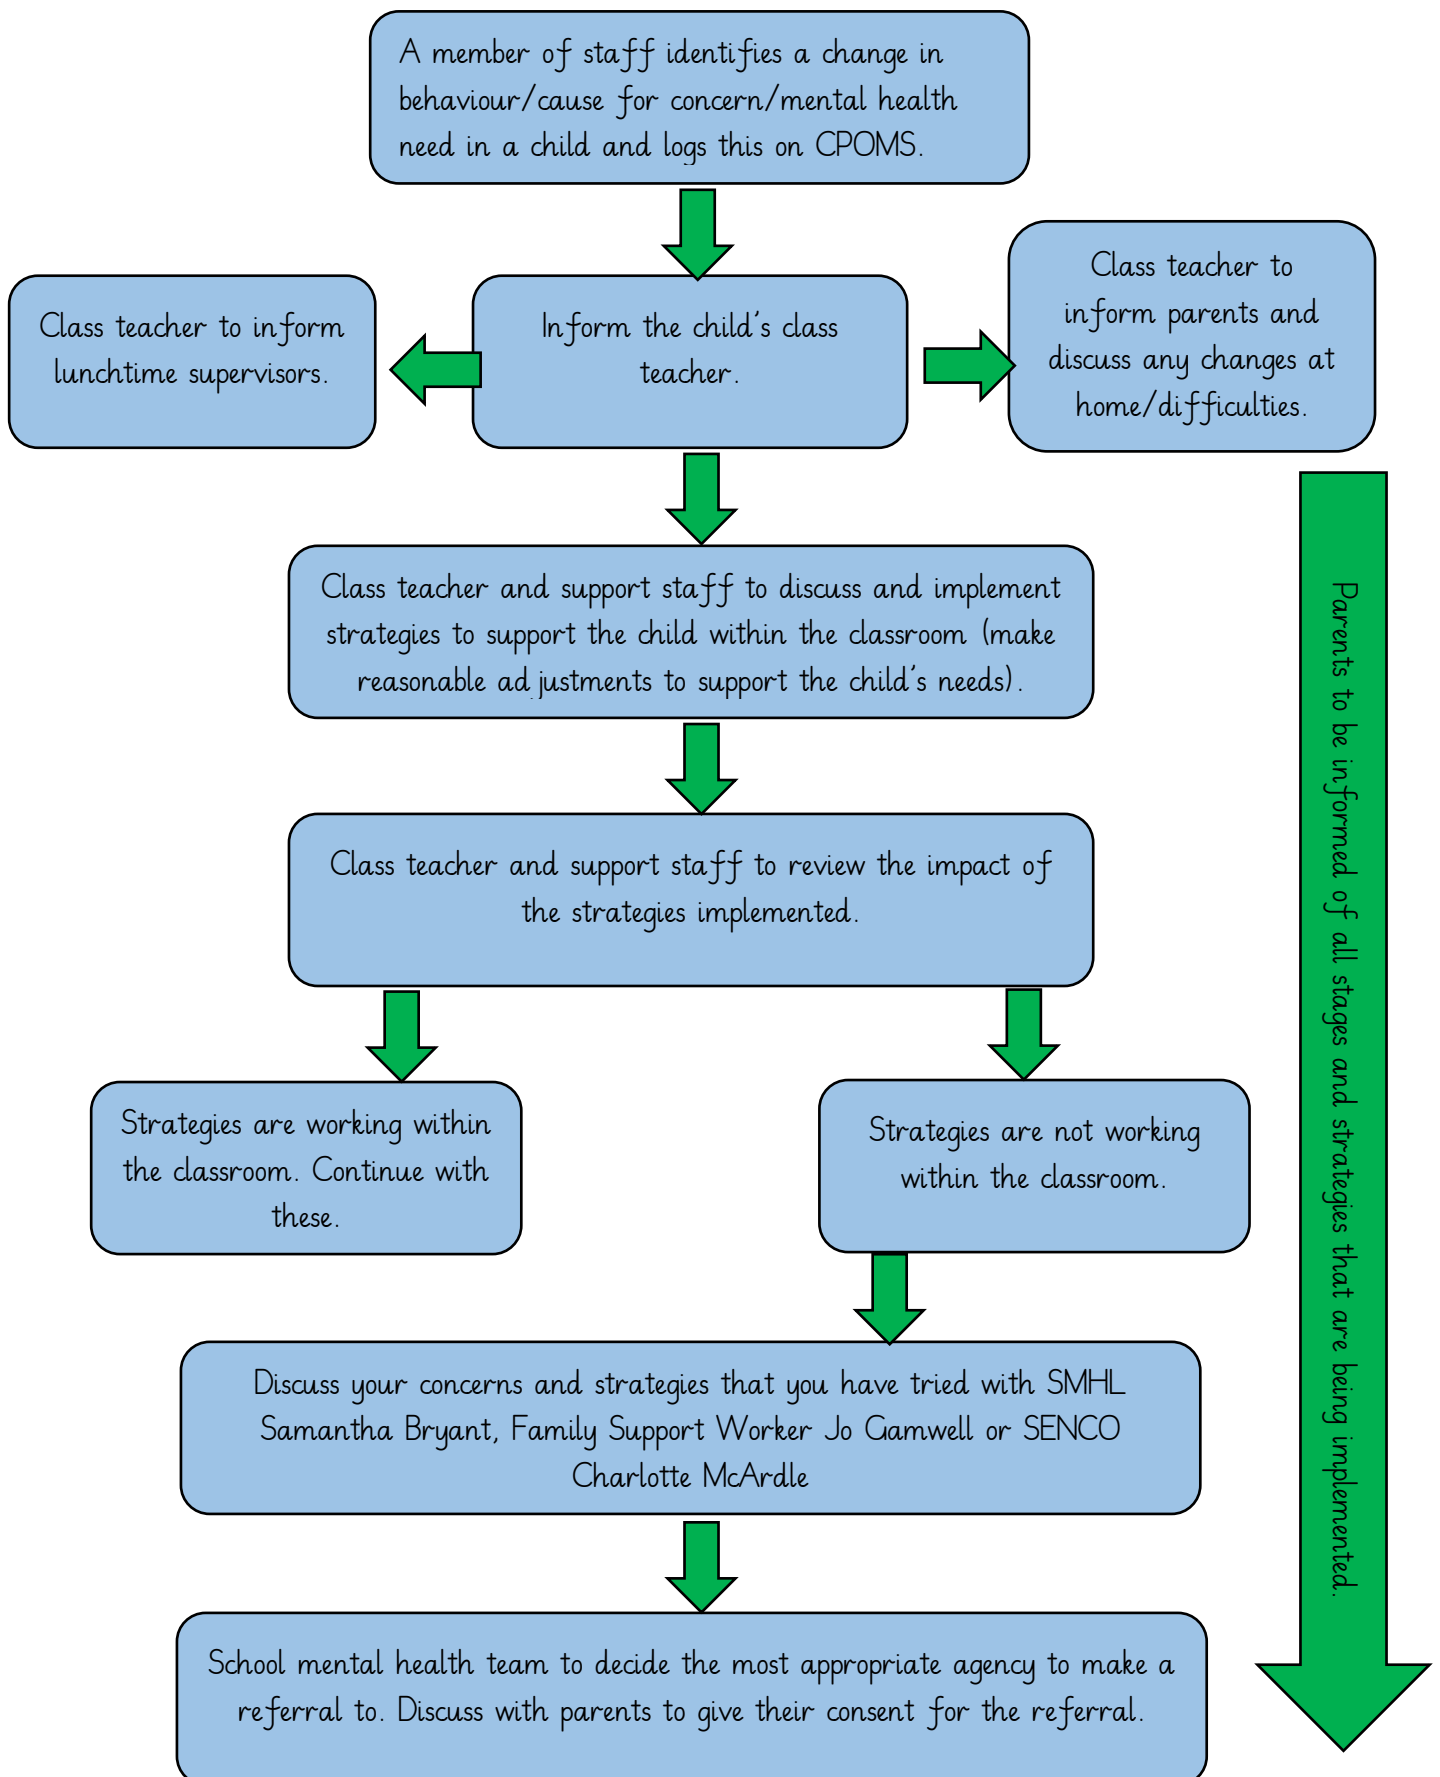 A member of staff identifies a change in
behaviour/cause for concern/mental health
need in a child and logs this on CPOMS.
Class teacher to inform
lunchtime supervisors.
Inform the child's class
teacher.
Class teacher to
inform parents and
discuss any changes at
home/difficulties.
Class teacher and support staff to discuss and implement
strategies to support the child within the classroom (make
reasonable adjustments to support the child's needs).
Class teacher and support staff to review the impact of
the strategies implemented.
Strategies are working within
the classroom. Continue with
these.
Strategies are not working
within the classroom.
Discuss your concerns and strategies that you have tried with SMHL
Samantha Bryant, Family Support Worker Jo Gamwell or SENCO
Charlotte McArdle
School mental health team to decide the most appropriate agency to make a
referral to. Discuss with parents to give their consent for the referral.
Parents to be informed of all stages and strategies that are being implemented.